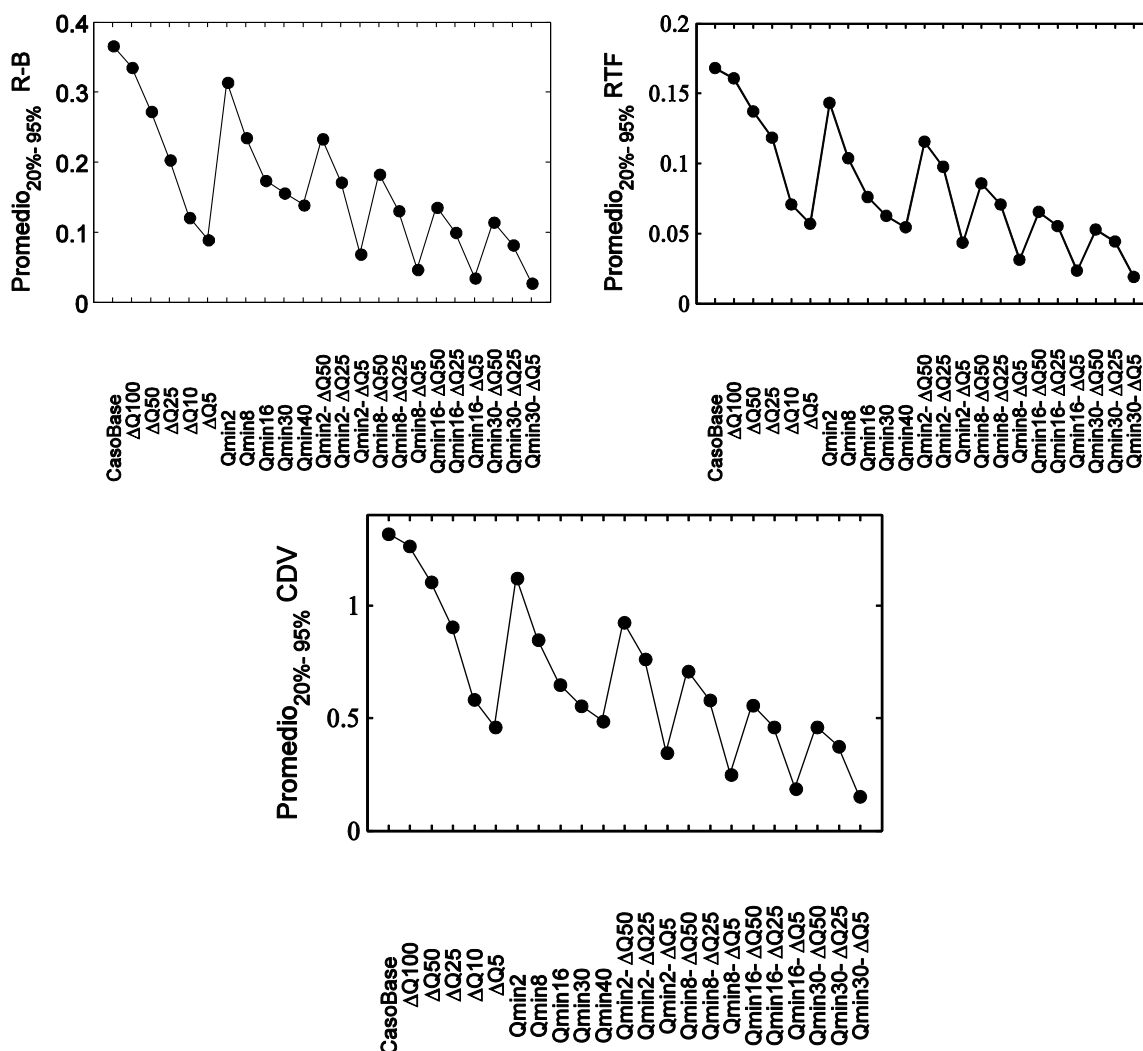 Promedio20%- 95% R-B
0.4
0.3
0.2
0.1
0
CasoBase
ΔQ100
ΔQ50
ΔQ25
ΔQ10
ΔQ5
Qmin2
Qmin8
Qmin16
Qmin30
Qmin40
Qmin2- ΔQ50
Qmin2- ΔQ25
Qmin2- ΔQ5
Qmin8- ΔQ50
Qmin8- ΔQ25
Qmin8- ΔQ5
Qmin16- ΔQ50
Qmin16- ΔQ25
Qmin16- ΔQ5
Qmin30- ΔQ50
Qmin30- ΔQ25
Qmin30- ΔQ5
Promedio20%- 95% RTF
0.2
0.15
0.1
0.05
0
CasoBase
ΔQ100
ΔQ50
ΔQ25
ΔQ10
ΔQ5
Qmin2
Qmin8
Qmin16
Qmin30
Qmin40
Qmin2- ΔQ50
Qmin2- ΔQ25
Qmin2- ΔQ5
Qmin8- ΔQ50
Qmin8- ΔQ25
Qmin8- ΔQ5
Qmin16- ΔQ50
Qmin16- ΔQ25
Qmin16- ΔQ5
Qmin30- ΔQ50
Qmin30- ΔQ25
Qmin30- ΔQ5
Promedio20%- 95% CDV
1
0.5
0
CasoBase
ΔQ100
ΔQ50
ΔQ25
ΔQ10
ΔQ5
Qmin2
Qmin8
Qmin16
Qmin30
Qmin40
Qmin2- ΔQ50
Qmin2- ΔQ25
Qmin2- ΔQ5
Qmin8- ΔQ50
Qmin8- ΔQ25
Qmin8- ΔQ5
Qmin16- ΔQ50
Qmin16- ΔQ25
Qmin16- ΔQ5
Qmin30- ΔQ50
Qmin30- ΔQ25
Qmin30- ΔQ5